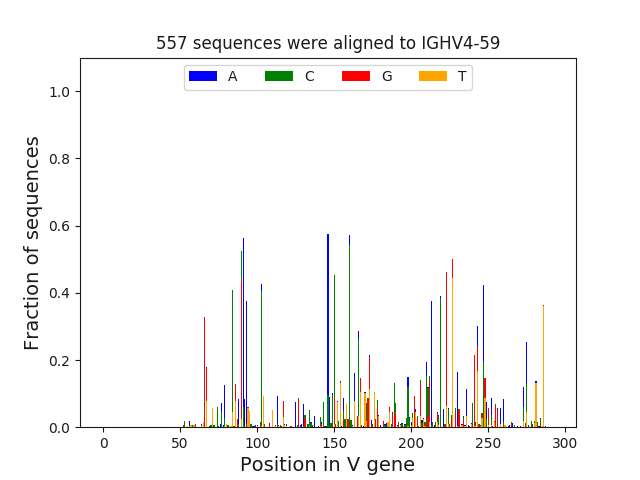 557 sequences were aligned to IGHV4-59
A C G T
Fraction of sequences
1.0
0.8
0.6
0.4
0.2
0.0
0 50 100 150 200 250 300
Position in V gene